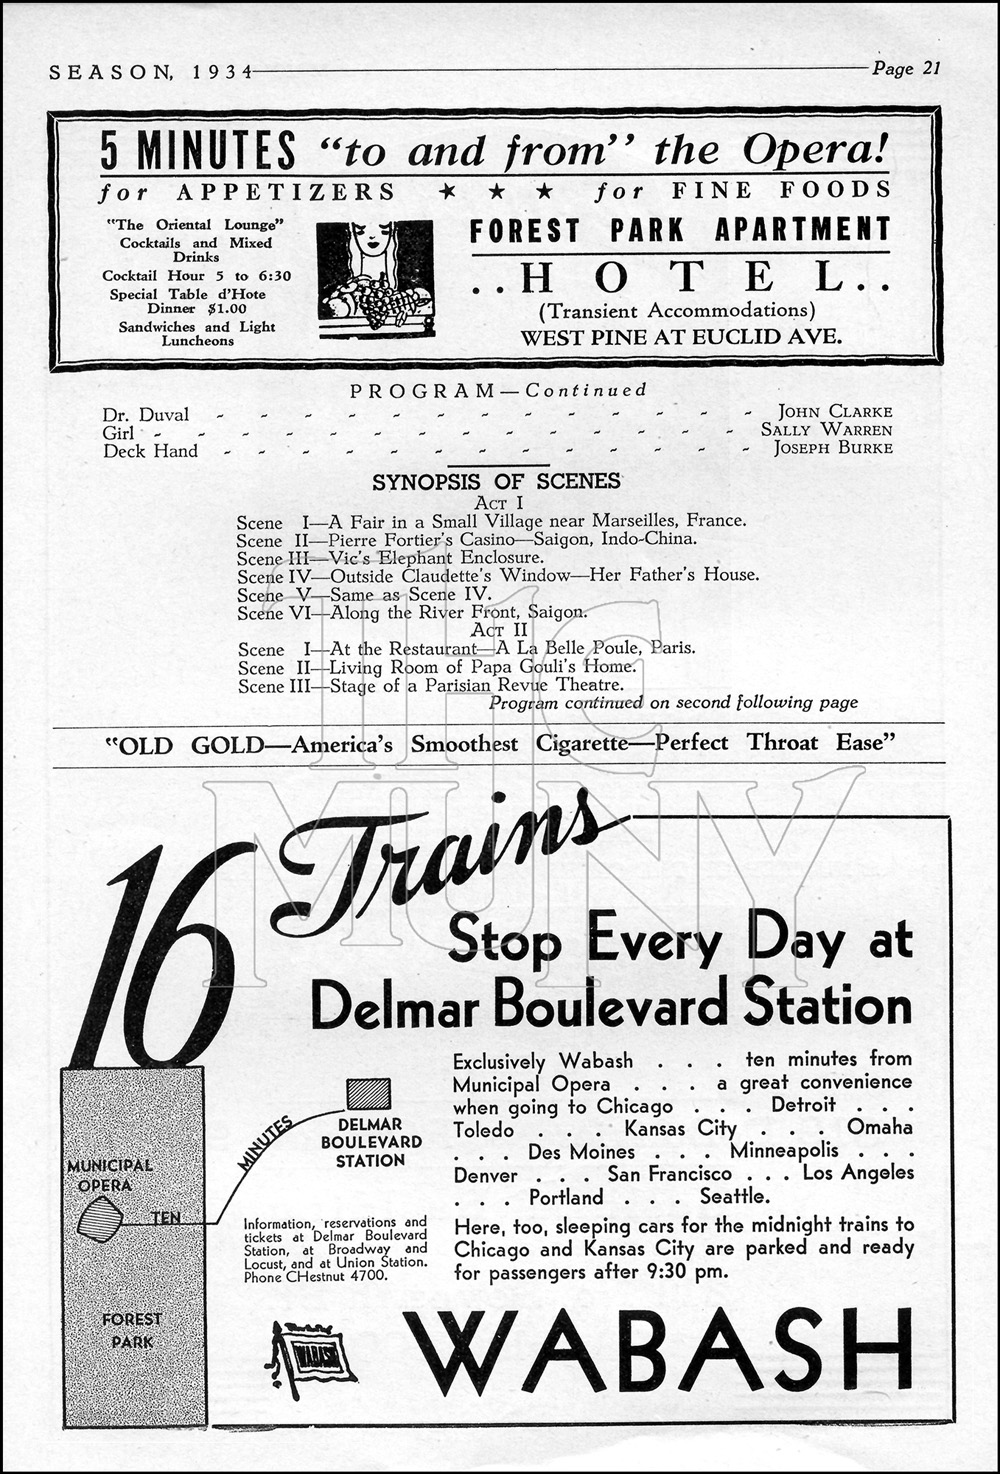 SEASON, 1934 Page 21
5 MINUTES "to and from" the Opera!
for APPETIZERS ★ ★ ★ for FINE FOODS
"The Oriental Lounge"
Cocktails and Mixed
Drinks
Cocktail Hour 5 to 6:30
Special Table d'Hote
Dinner $1.00
Sandwiches and Light
Luncheons
FOREST PARK APARTMENT
. . HOTEL . .
(Transient Accommodations)
WEST PINE AT EUCLID AVE.
PROGRAM—Continued
Dr. Duval - - - - - - - - - - - - - JOHN CLARKE
Girl - - - - - - - - - - - - - - SALLY WARREN
Deck Hand - - - - - - - - - - - - - JOSEPH BURKE
SYNOPSIS OF SCENES
ACT I
Scene I—A Fair in a Small Village near Marseilles, France.
Scene II—Pierre Fortier's Casino—Saigon, Indo-China.
Scene III—Vic's Elephant Enclosure.
Scene IV—Outside Claudette's Window—Her Father's House.
Scene V—Same as Scene IV.
Scene VI—Along the River Front, Saigon.
ACT II
Scene I—At the Restaurant—A La Belle Poule, Paris.
Scene II—Living Room of Papa Gouli's Home.
Scene III—Stage of a Parisian Revue Theatre.
Program continued on second following page
"OLD GOLD—America's Smoothest Cigarette—Perfect Throat Ease"
THE
MUNY
16 Trains
Stop Every Day at
Delmar Boulevard Station
Exclusively Wabash . . . ten minutes from
Municipal Opera . . . a great convenience
when going to Chicago . . . Detroit . . .
Toledo . . . Kansas City . . . Omaha
. . . Des Moines . . . Minneapolis . . .
Denver . . . San Francisco . . . Los Angeles
. . . Portland . . . Seattle.
Here, too, sleeping cars for the midnight trains to
Chicago and Kansas City are parked and ready
for passengers after 9:30 pm.
DELMAR
BOULEVARD
STATION
MINUTES
TEN
MUNICIPAL
OPERA
FOREST
PARK
Information, reservations and
tickets at Delmar Boulevard
Station, at Broadway and
Locust, and at Union Station.
Phone CHestnut 4700.
WABASH
WABASH